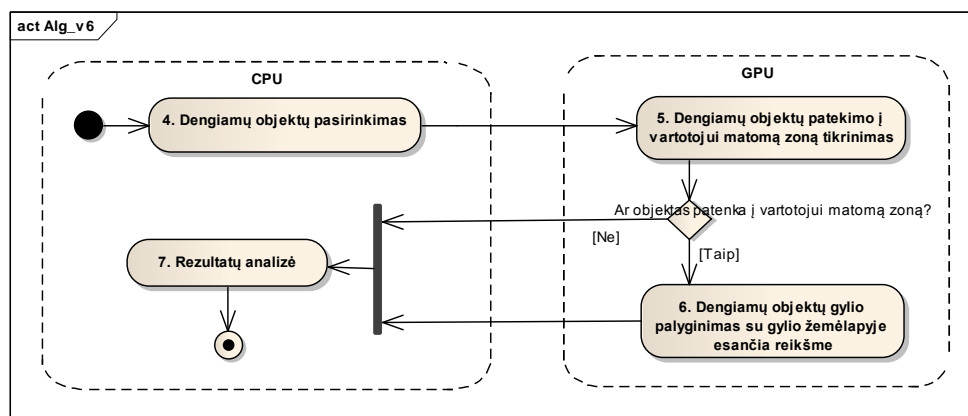 act Alg_v6
CPU
GPU
4. Dengiamų objektų pasirinkimas
5. Dengiamų objektų patekimo į
vartotojui matomą zoną tikrinimas
Ar objektas patenka į vartotojui matomą zoną?
[Ne]
[Taip]
7. Rezultatų analizė
6. Dengiamų objektų gylio
palyginimas su gylio žemėlapyje
esančia reikšme